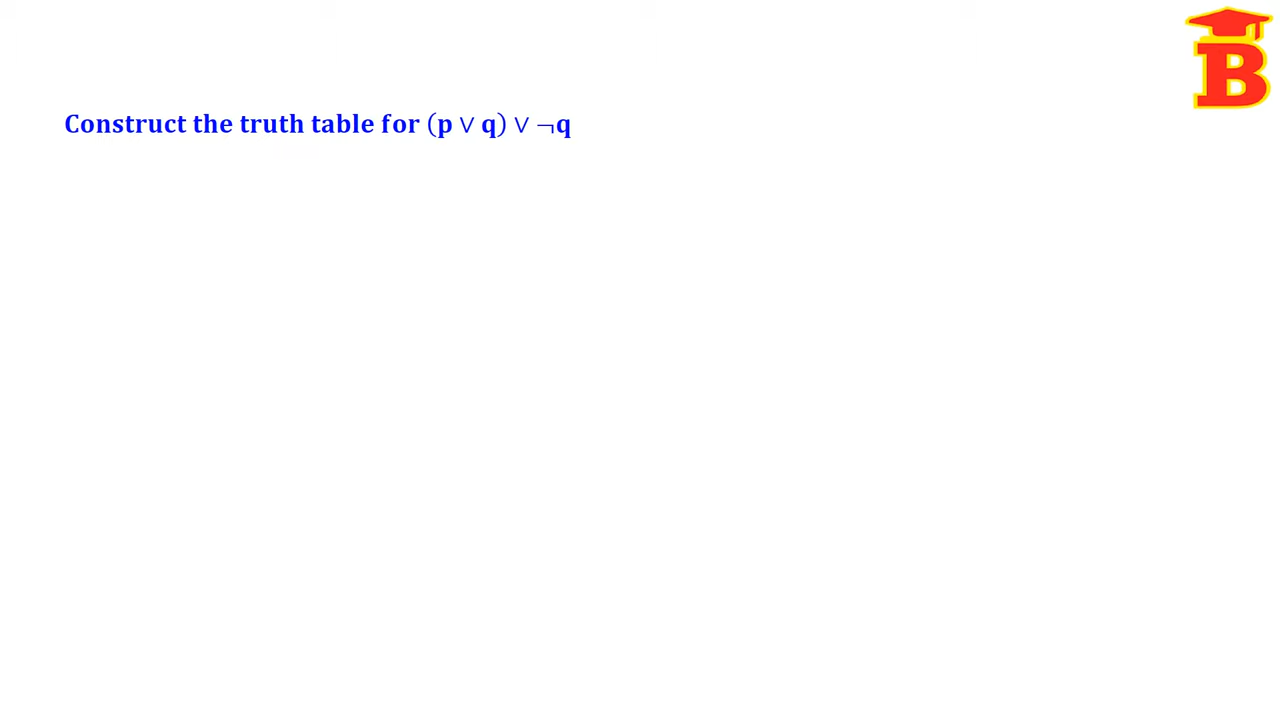 B
Construct the truth table for (p ∨ q) ∨ ¬q